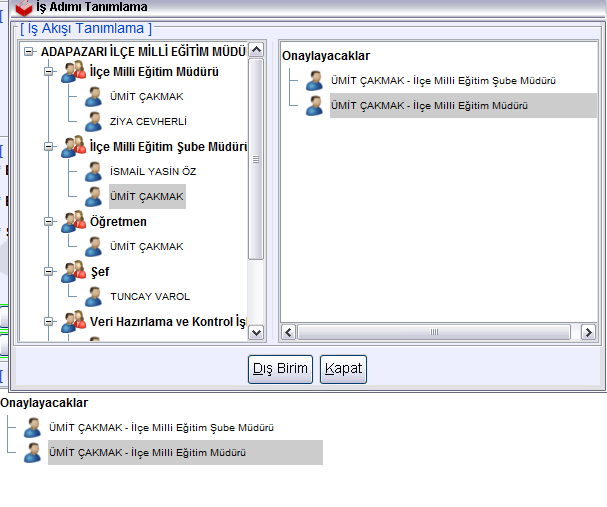 İş Adımı Tanımlama
[ İş Akışı Tanımlama ]
ADAPAZARI İLÇE MİLLİ EĞİTİM MÜDÜ
İlçe Milli Eğitim Müdürü
ÜMİT ÇAKMAK
ZİYA CEVHERLİ
İlçe Milli Eğitim Şube Müdürü
İSMAİL YASİN ÖZ
ÜMİT ÇAKMAK
Öğretmen
ÜMİT ÇAKMAK
Şef
TUNCAY VAROL
Veri Hazırlama ve Kontrol İşl
Onaylayacaklar
ÜMİT ÇAKMAK - İlçe Milli Eğitim Şube Müdürü
ÜMİT ÇAKMAK - İlçe Milli Eğitim Müdürü
Dış Birim
Kapat
Onaylayacaklar
ÜMİT ÇAKMAK - İlçe Milli Eğitim Şube Müdürü
ÜMİT ÇAKMAK - İlçe Milli Eğitim Müdürü